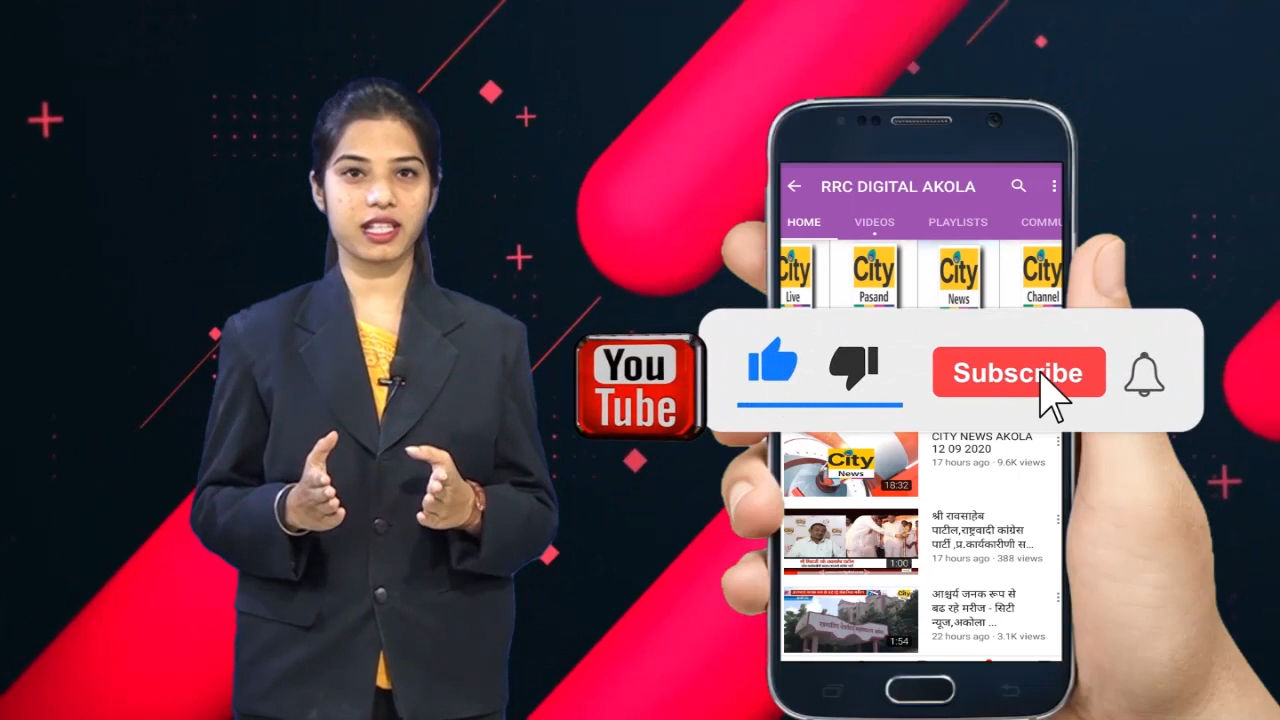 RRC DIGITAL AKOLA
HOME VIDEOS PLAYLISTS COMMU
City
Live
City
Pasand
City
News
City
Channel
You
Tube
Subscribe
City
News
18:32
CITY NEWS AKOLA
12 09 2020
17 hours ago · 9.6K views
1:00
श्री रावसाहेब
पाटील,राष्ट्रवादी कांग्रेस
पार्टी ,प्र.कार्यकारीणी स...
17 hours ago · 388 views
City
1:54
आश्चर्य जनक रूप से
बढ रहे मरीज - सिटी
न्यूज,अकोला ...
22 hours ago · 3.1K views